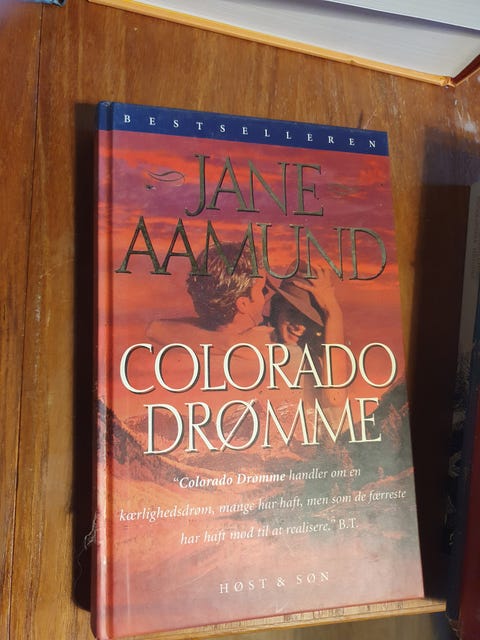 BESTSELLEREN
JANE
AAMUND
COLORADO
DRØMME
“Colorado Drømme handler om en
kærlighedsdrøm, mange har haft, men som de færreste
har haft mod til at realisere.” B.T.
HØST & SØN